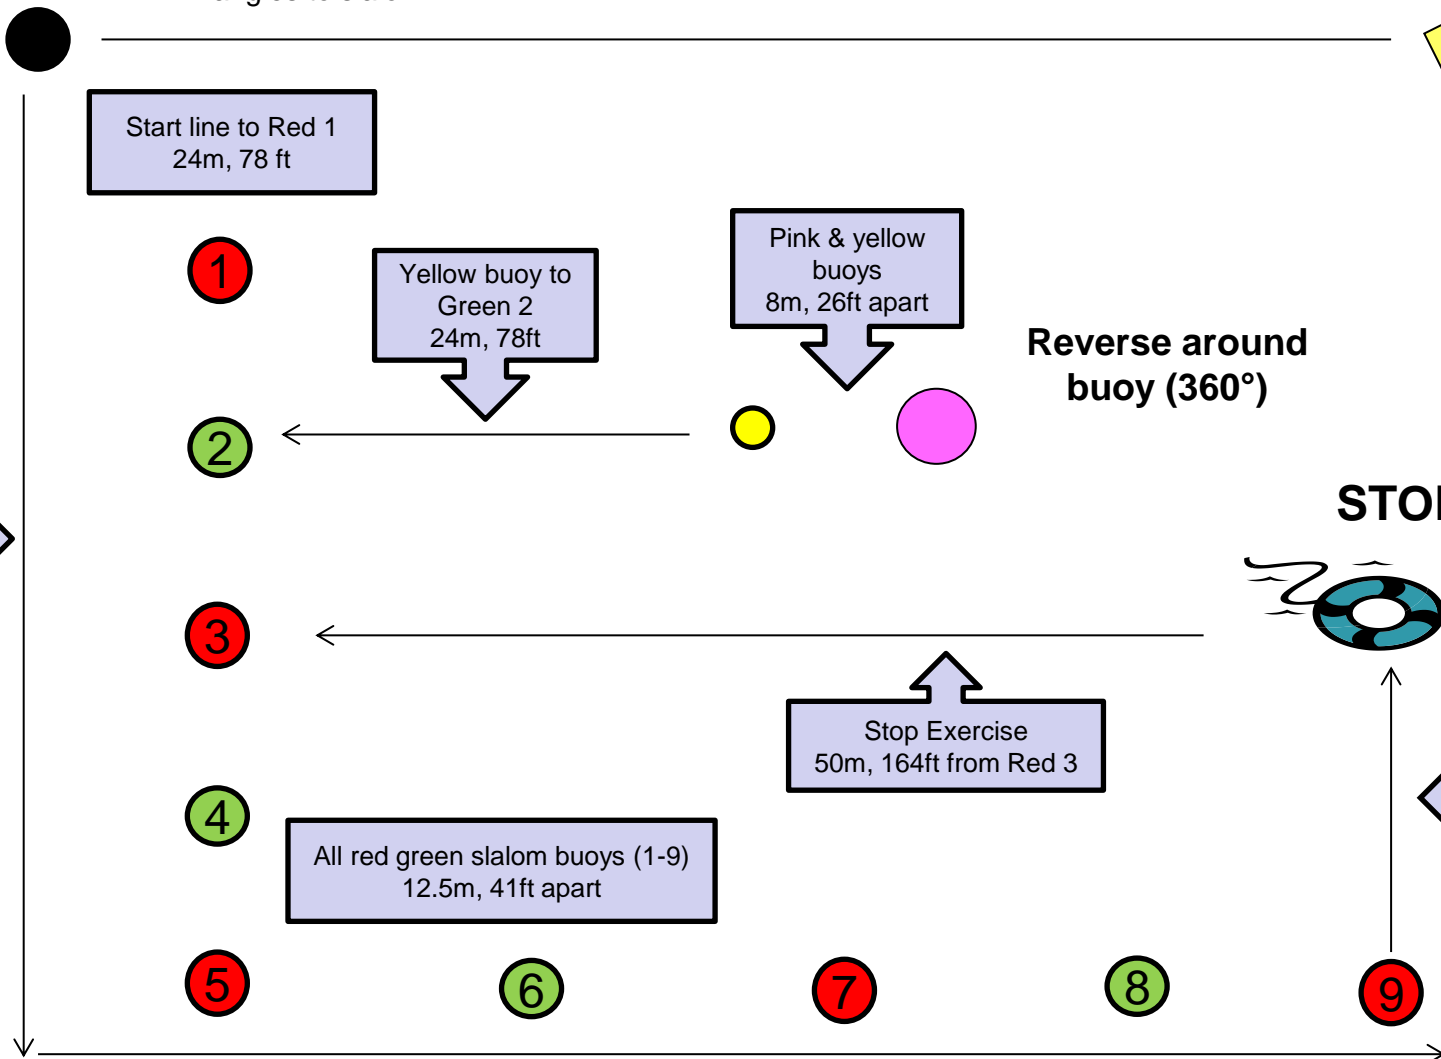 Start line to Red 1
24m, 78 ft
1
Yellow buoy to
Green 2
24m, 78ft
Pink & yellow
buoys
8m, 26ft apart
Reverse around
buoy (360°)
2
STOP
3
Stop Exercise
50m, 164ft from Red 3
4
All red green slalom buoys (1-9)
12.5m, 41ft apart
5
6
7
8
9